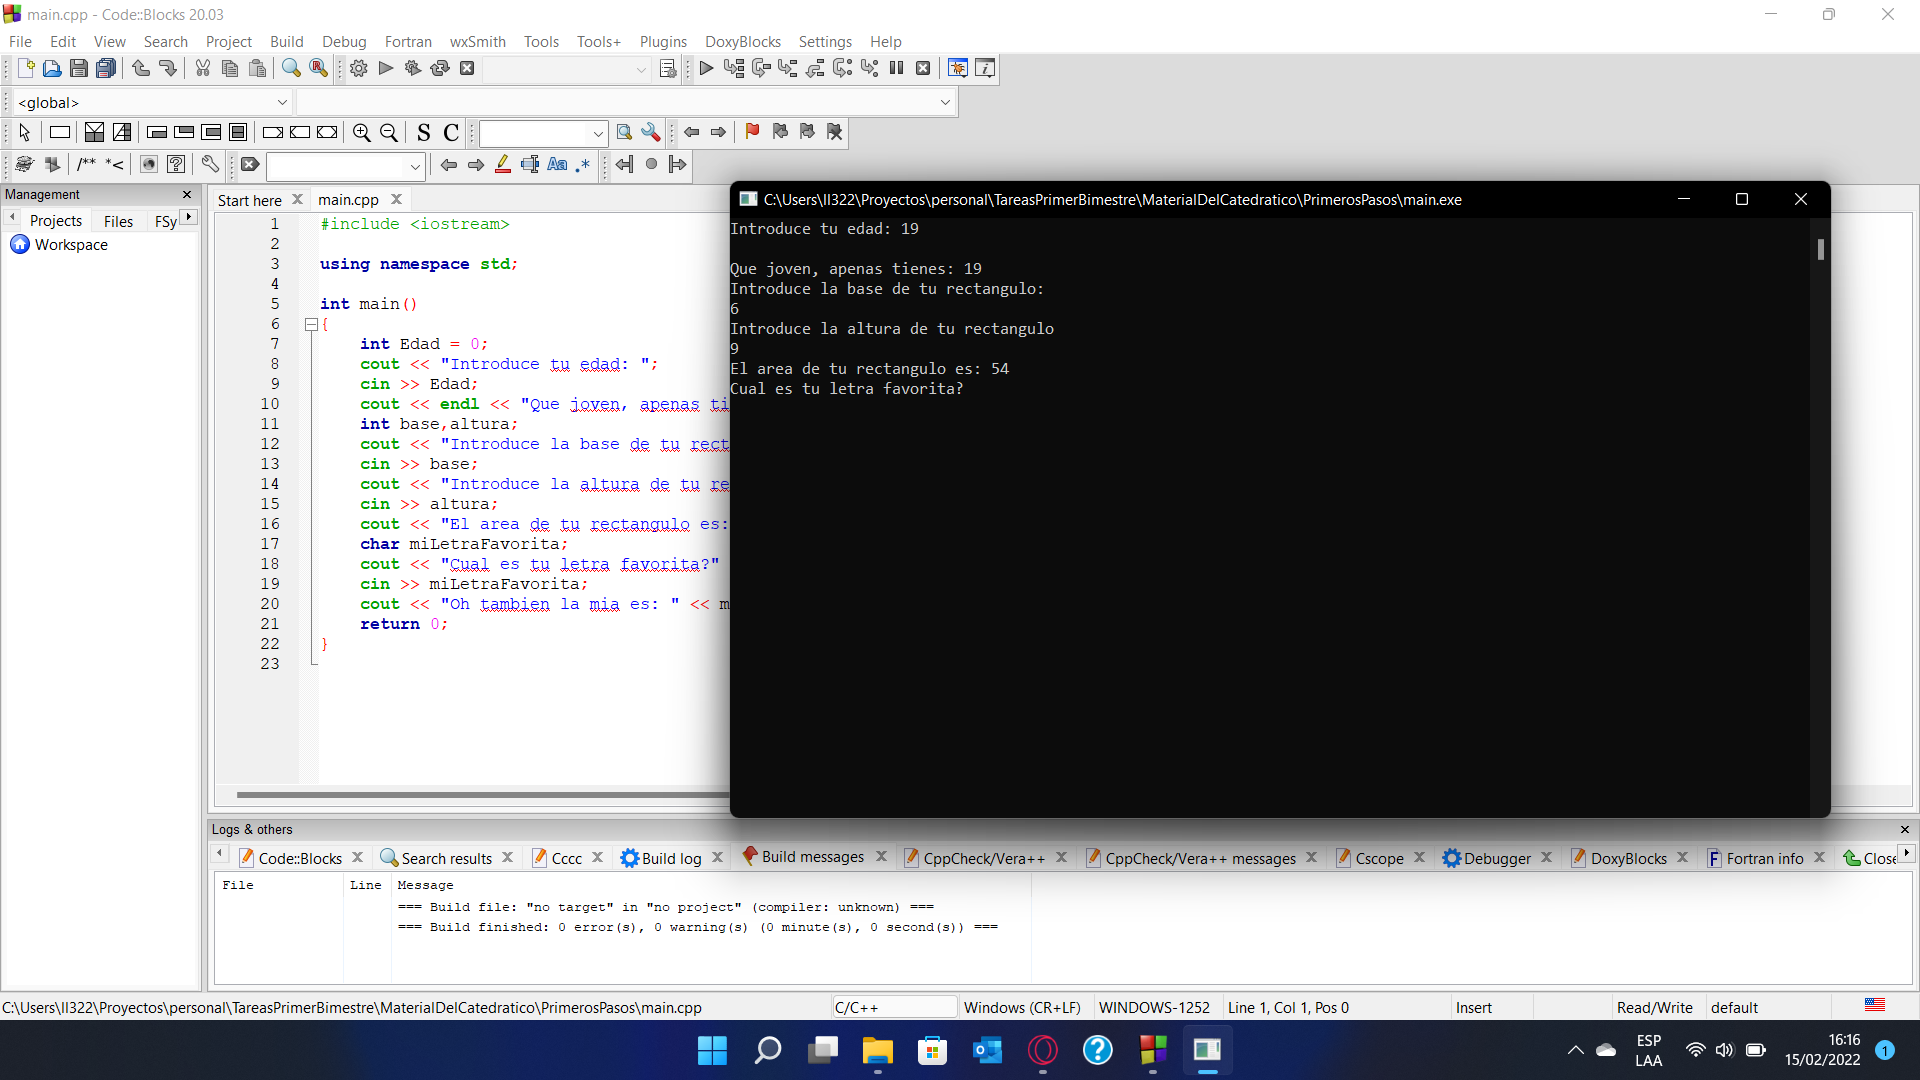 main.cpp - Code::Blocks 20.03
File Edit View Search Project Build Debug Fortran wxSmith Tools Tools+ Plugins DoxyBlocks Settings Help
<global>
S C
/** *<
Aa .*
Management
Projects Files FSy
Workspace
Start here main.cpp
1 #include <iostream>
2
3 using namespace std;
4
5 int main()
6 {
7 int Edad = 0;
8 cout << "Introduce tu edad: ";
9 cin >> Edad;
10 cout << endl << "Que joven, apenas ti
11 int base,altura;
12 cout << "Introduce la base de tu rect
13 cin >> base;
14 cout << "Introduce la altura de tu re
15 cin >> altura;
16 cout << "El area de tu rectangulo es:
17 char miLetraFavorita;
18 cout << "Cual es tu letra favorita?"
19 cin >> miLetraFavorita;
20 cout << "Oh tambien la mia es: " << m
21 return 0;
22 }
23
C:\Users\II322\Proyectos\personal\TareasPrimerBimestre\MaterialDelCatedratico\PrimerosPasos\main.exe
Introduce tu edad: 19
Que joven, apenas tienes: 19
Introduce la base de tu rectangulo:
6
Introduce la altura de tu rectangulo
9
El area de tu rectangulo es: 54
Cual es tu letra favorita?
Logs & others
Code::Blocks Search results Cccc Build log Build messages CppCheck/Vera++ CppCheck/Vera++ messages Cscope Debugger DoxyBlocks Fortran info Close
File Line Message
=== Build file: "no target" in "no project" (compiler: unknown) ===
=== Build finished: 0 error(s), 0 warning(s) (0 minute(s), 0 second(s)) ===
C:\Users\II322\Proyectos\personal\TareasPrimerBimestre\MaterialDelCatedratico\PrimerosPasos\main.cpp C/C++ Windows (CR+LF) WINDOWS-1252 Line 1, Col 1, Pos 0 Insert Read/Write default
ESP
LAA
16:16
15/02/2022
1